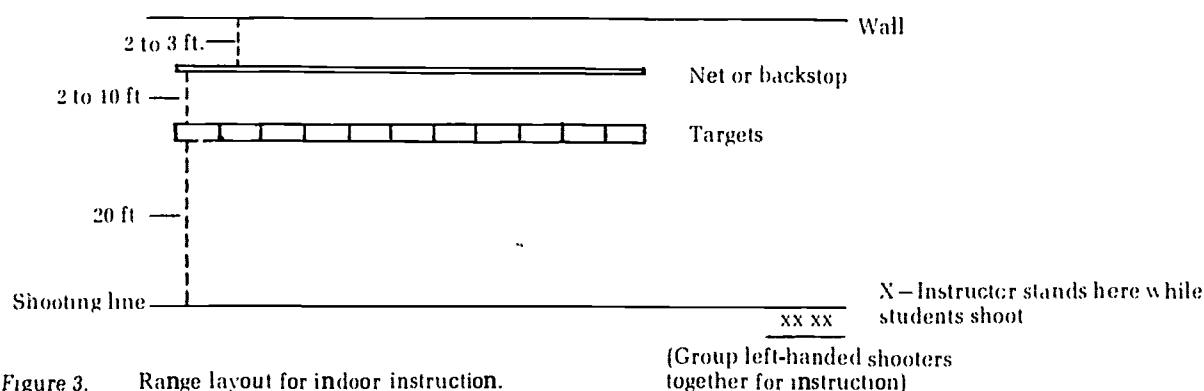 Wall
2 to 3 ft.
Net or backstop
2 to 10 ft
Targets
20 ft
Shooting line
X – Instructor stands here while
students shoot
xx xx
(Group left-handed shooters
together for instruction)
Figure 3. Range layout for indoor instruction.